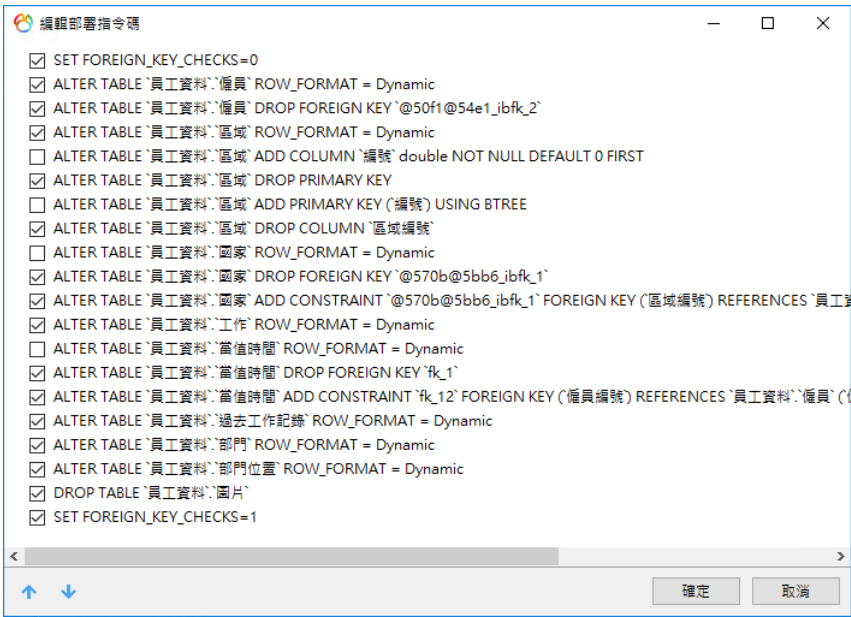 編輯部署指令碼
SET FOREIGN_KEY_CHECKS=0
ALTER TABLE `員工資料`.`僱員` ROW_FORMAT = Dynamic
ALTER TABLE `員工資料`.`僱員` DROP FOREIGN KEY `@50f1@54e1_ibfk_2`
ALTER TABLE `員工資料`.`區域` ROW_FORMAT = Dynamic
ALTER TABLE `員工資料`.`區域` ADD COLUMN `編號` double NOT NULL DEFAULT 0 FIRST
ALTER TABLE `員工資料`.`區域` DROP PRIMARY KEY
ALTER TABLE `員工資料`.`區域` ADD PRIMARY KEY (`編號`) USING BTREE
ALTER TABLE `員工資料`.`區域` DROP COLUMN `區域編號`
ALTER TABLE `員工資料`.`國家` ROW_FORMAT = Dynamic
ALTER TABLE `員工資料`.`國家` DROP FOREIGN KEY `@570b@5bb6_ibfk_1`
ALTER TABLE `員工資料`.`國家` ADD CONSTRAINT `@570b@5bb6_ibfk_1` FOREIGN KEY (`區域編號`) REFERENCES `員工
ALTER TABLE `員工資料`.`工作` ROW_FORMAT = Dynamic
ALTER TABLE `員工資料`.`當值時間` ROW_FORMAT = Dynamic
ALTER TABLE `員工資料`.`當值時間` DROP FOREIGN KEY `fk_1`
ALTER TABLE `員工資料`.`當值時間` ADD CONSTRAINT `fk_12` FOREIGN KEY (`僱員編號`) REFERENCES `員工資料`.`僱員` (`
ALTER TABLE `員工資料`.`過去工作記錄` ROW_FORMAT = Dynamic
ALTER TABLE `員工資料`.`部門` ROW_FORMAT = Dynamic
ALTER TABLE `員工資料`.`部門位置` ROW_FORMAT = Dynamic
DROP TABLE `員工資料`.`圖片`
SET FOREIGN_KEY_CHECKS=1
確定
取消